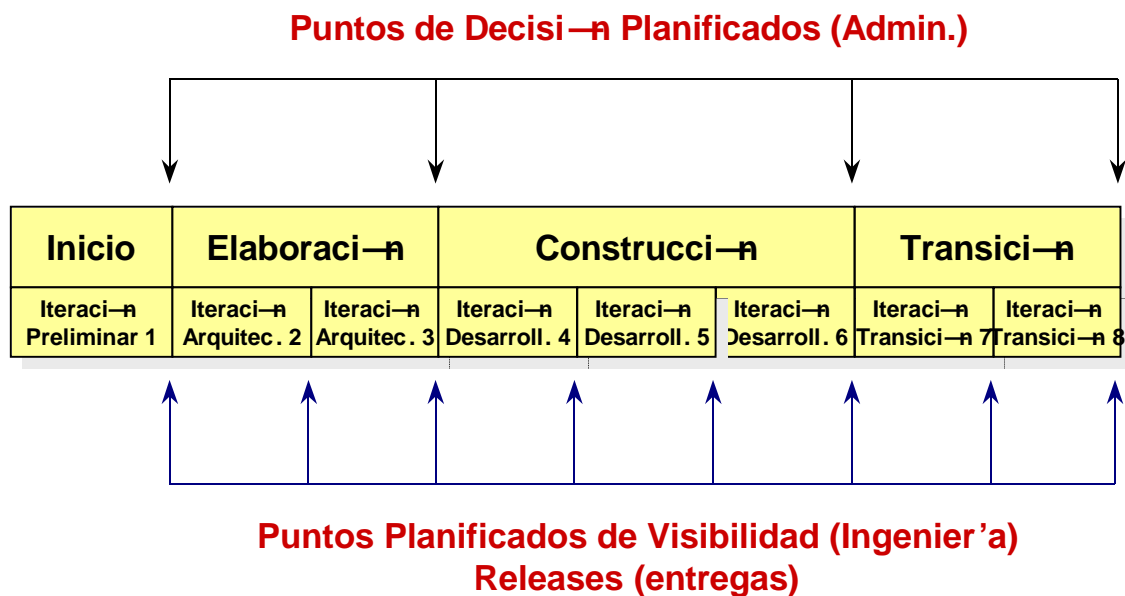 Puntos de Decisi—n Planificados (Admin.)
Inicio Elaboraci—n Construcci—n Transici—n
Iteraci—n Iteraci—n Iteraci—n Iteraci—n Iteraci—n Iteraci—n Iteraci—n Iteraci—n
Preliminar 1 Arquitec. 2 Arquitec. 3 Desarroll. 4 Desarroll. 5 Desarroll. 6 Transici—n 7 Transici—n 8
Puntos Planificados de Visibilidad (Ingenier’a)
Releases (entregas)